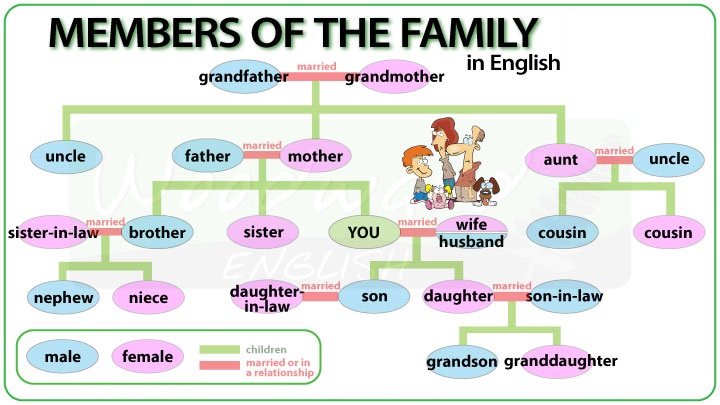 MEMBERS OF THE FAMILY
in English
married
grandfather
grandmother
uncle
father
married
mother
aunt
married
uncle
sister-in-law
married
brother
sister
YOU
married
wife
husband
cousin
cousin
nephew
niece
daughter-
in-law
married
son
daughter
married
son-in-law
grandson
granddaughter
male
female
children
married or in
a relationship
Woodward
ENGLISH